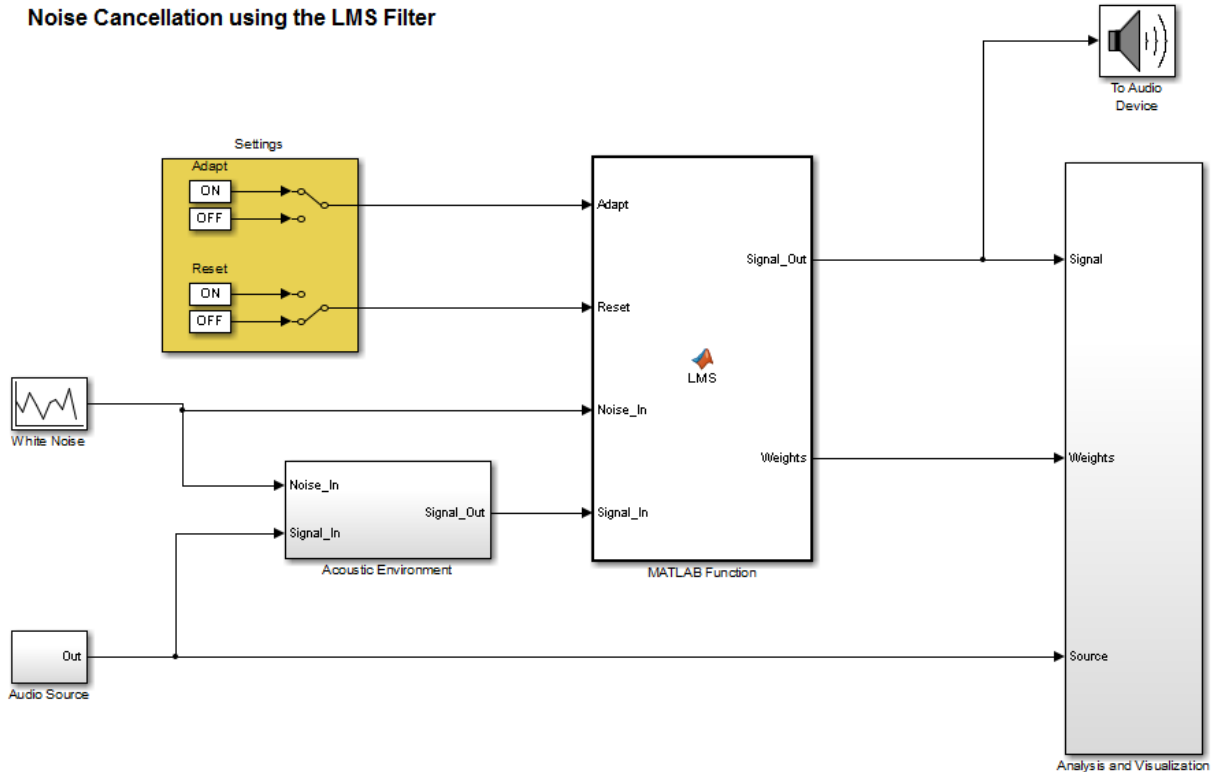 Noise Cancellation using the LMS Filter
To Audio
Device
Settings
Adapt
ON
OFF
Reset
ON
OFF
Adapt
Reset
Noise_In
Signal_In
Signal_Out
Weights
LMS
MATLAB Function
White Noise
Noise_In
Signal_In
Signal_Out
Acoustic Environment
Out
Audio Source
Signal
Weights
Source
Analysis and Visualization